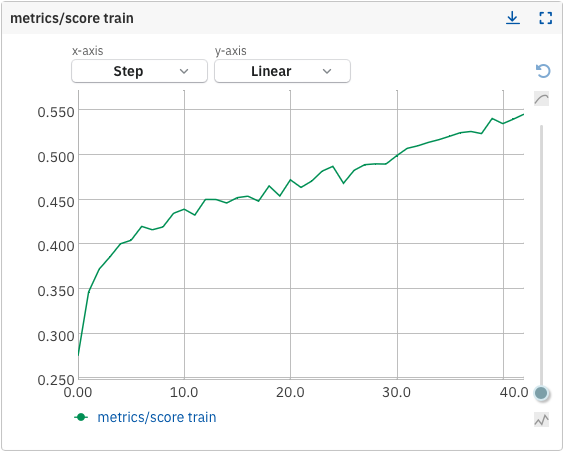 metrics/score train
x-axis
y-axis
Step
Linear
0.550
0.500
0.450
0.400
0.350
0.300
0.250
0.00 10.0 20.0 30.0 40.0
metrics/score train